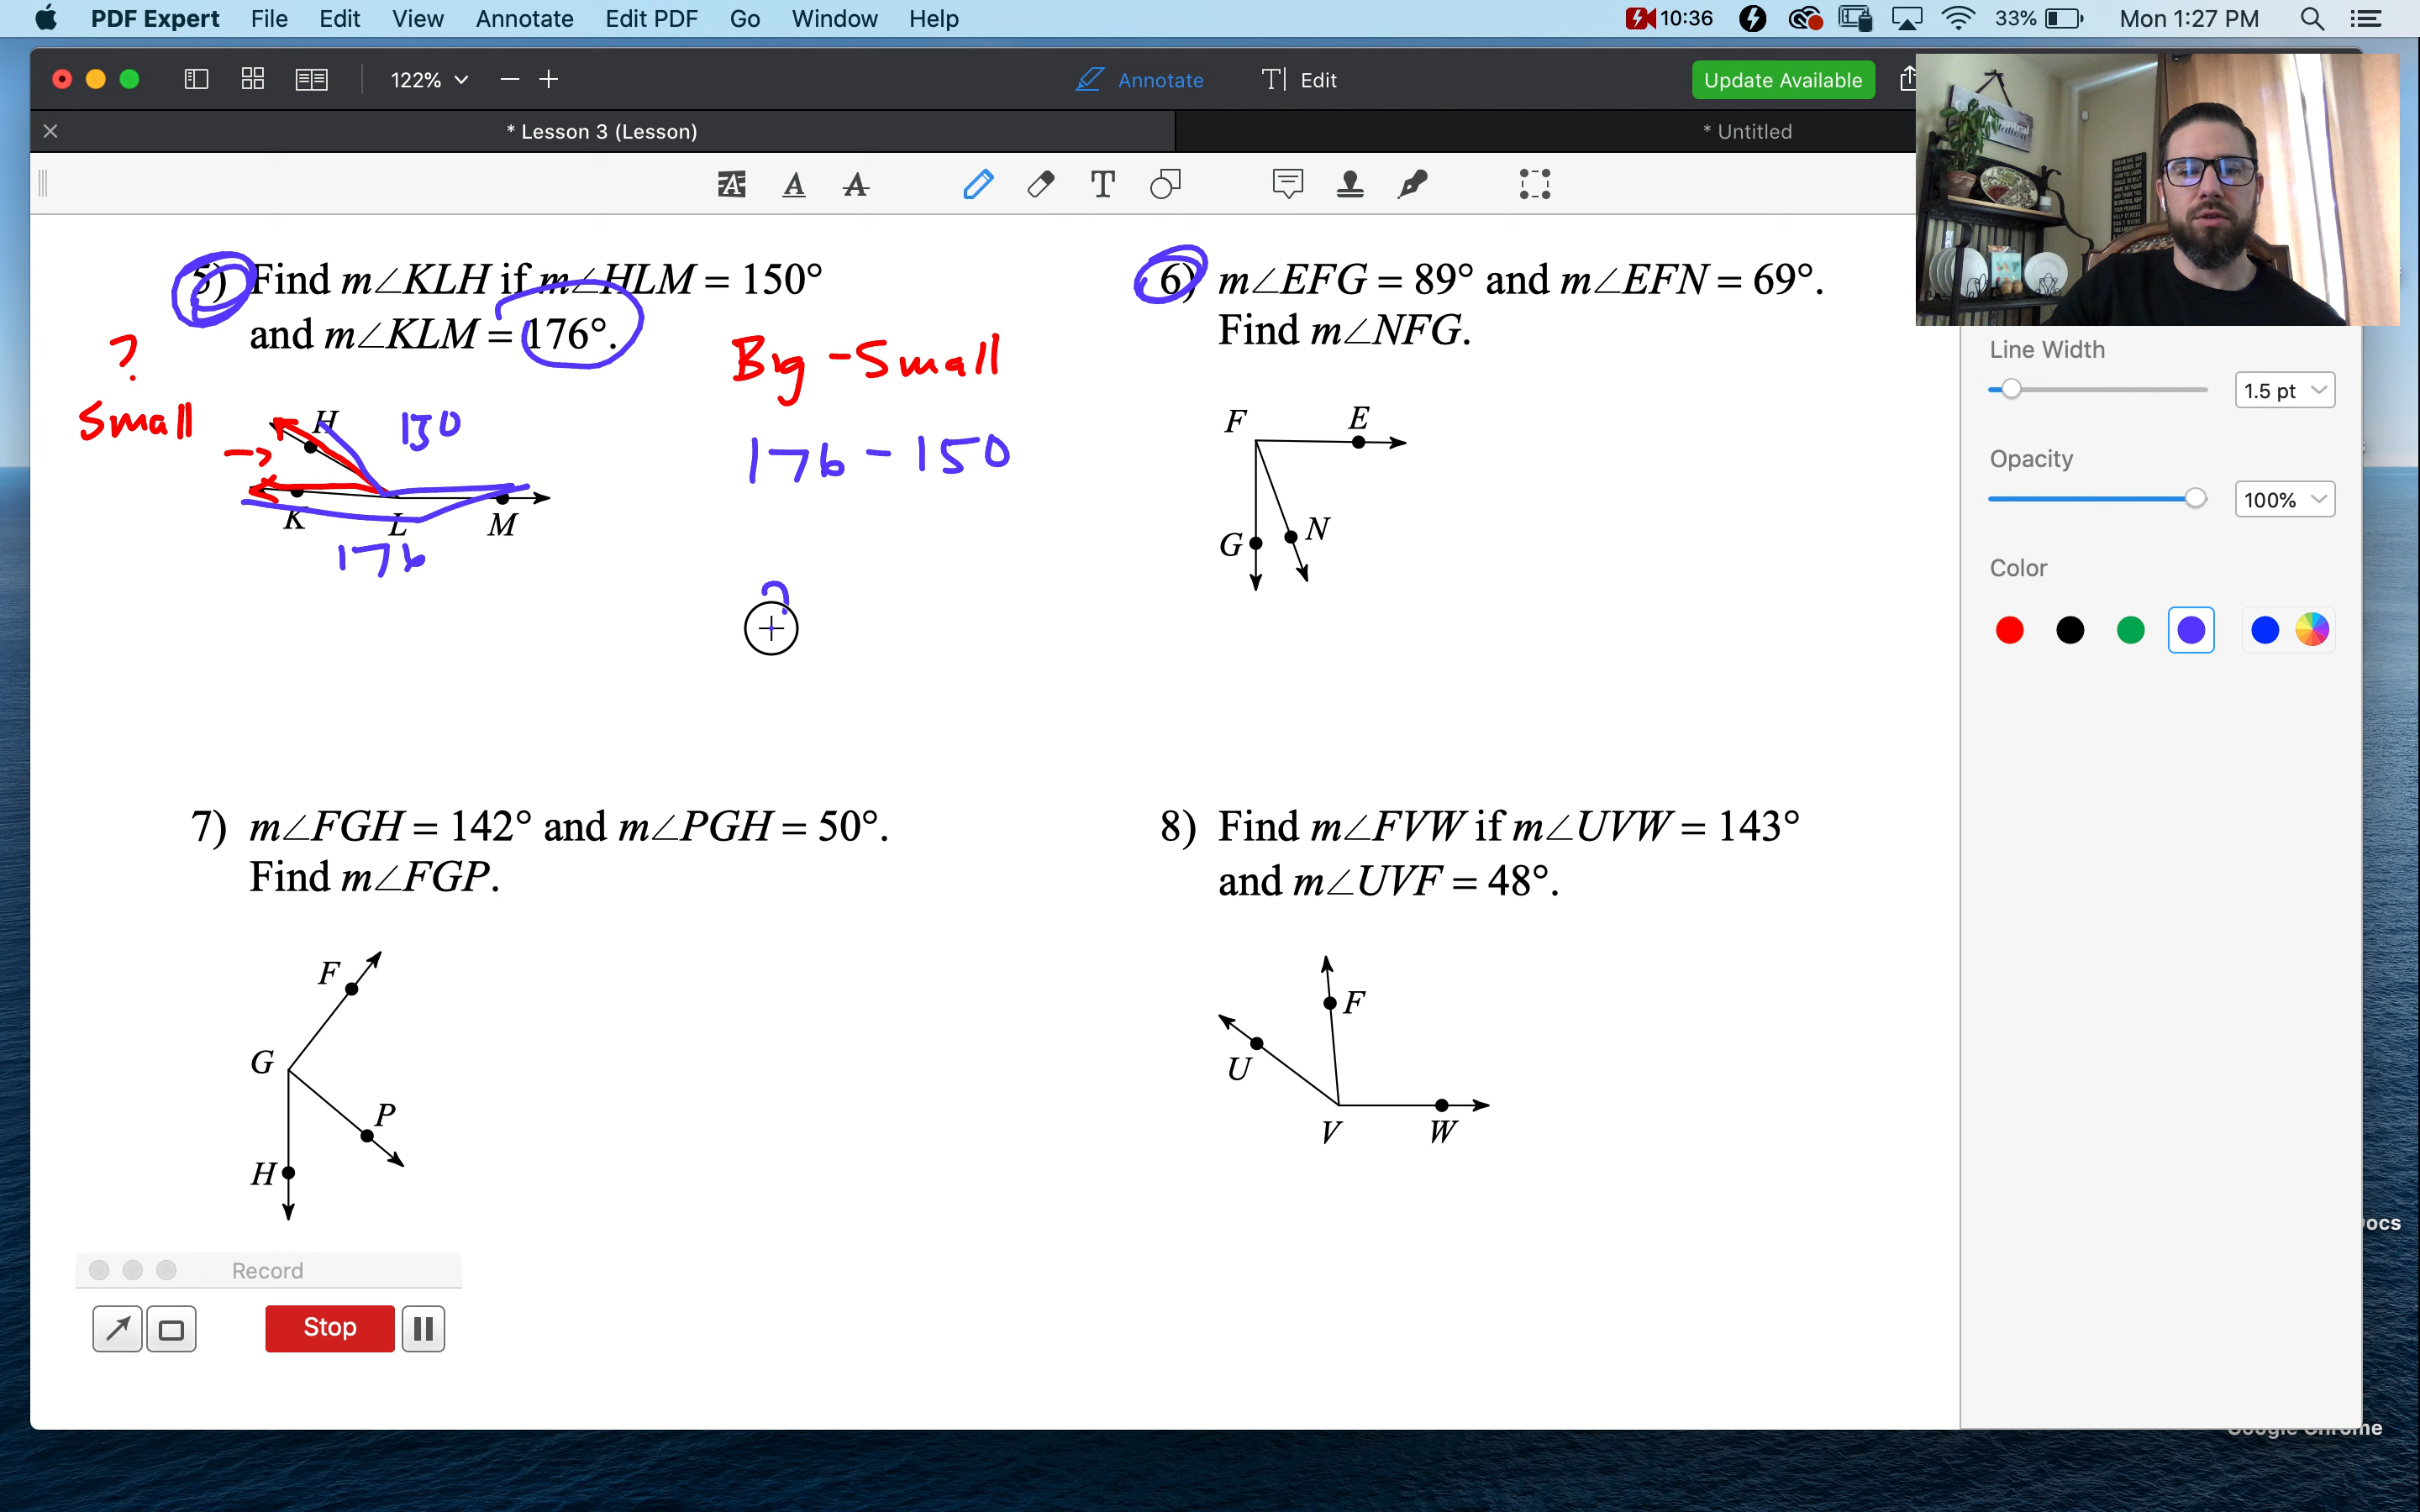 PDF Expert File Edit View Annotate Edit PDF Go Window Help 10:36 33% Mon 1:27 PM
122% Annotate Edit Update Available
* Lesson 3 (Lesson) * Untitled
5) Find m∠KLH if m∠HLM = 150°
and m∠KLM = 176°.
?
Small
Big - Small
176 - 150
H
150
K
L
M
176
6) m∠EFG = 89° and m∠EFN = 69°.
Find m∠NFG.
F
E
G
N
7) m∠FGH = 142° and m∠PGH = 50°.
Find m∠FGP.
F
G
P
H
8) Find m∠FVW if m∠UVW = 143°
and m∠UVF = 48°.
F
U
V
W
Line Width
1.5 pt
Opacity
100%
Color
Record
Stop
ocs